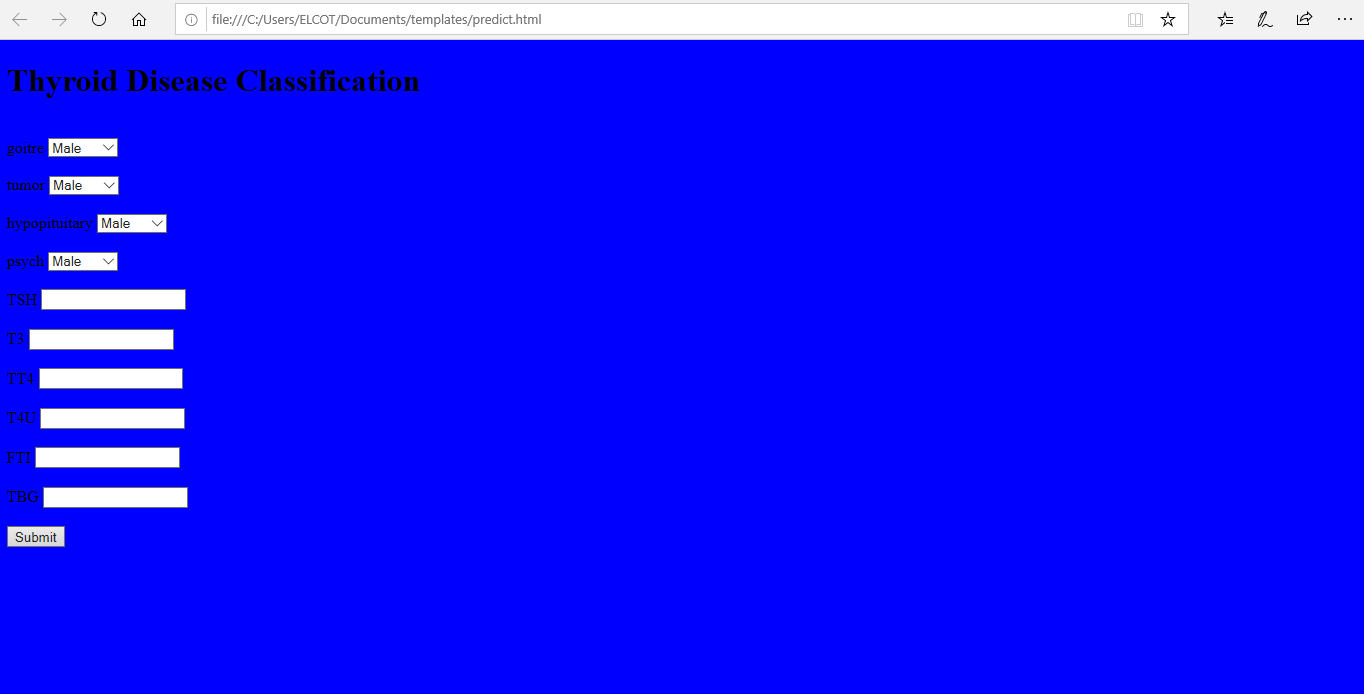 file:///C:/Users/ELCOT/Documents/templates/predict.html
Thyroid Disease Classification
goitre Male
tumor Male
hypopituitary Male
psych Male
TSH
T3
TT4
T4U
FTI
TBG
Submit